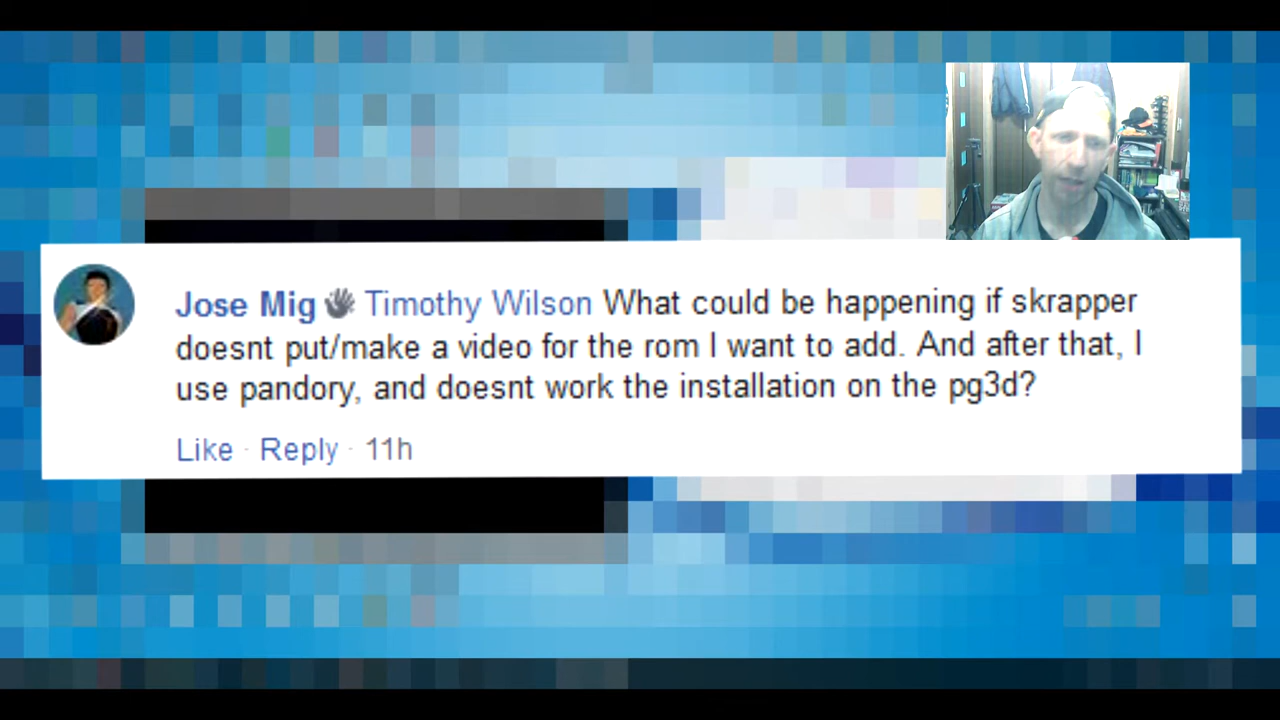 Jose Mig Timothy Wilson What could be happening if skrapper
doesnt put/make a video for the rom I want to add. And after that, I
use pandory, and doesnt work the installation on the pg3d?
Like · Reply · 11h